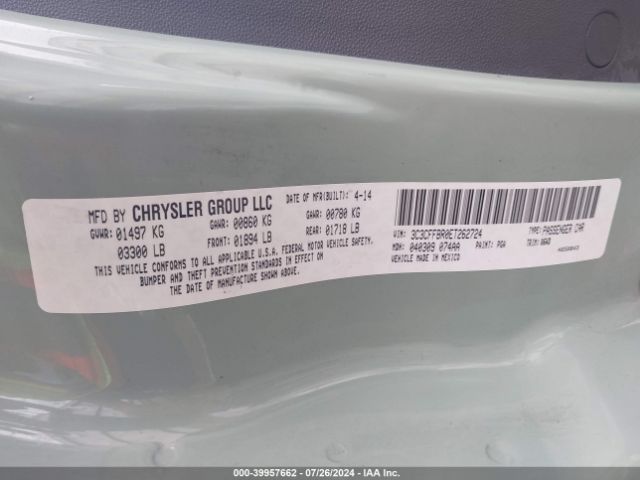 MFD BY CHRYSLER GROUP LLC DATE OF MFR(BUILT): 4-14
GVWR: 01497 KG GAWR: 00860 KG GAWR: 00780 KG
03300 LB FRONT: 01894 LB REAR: 01718 LB
THIS VEHICLE CONFORMS TO ALL APPLICABLE U.S.A. FEDERAL MOTOR VEHICLE SAFETY,
BUMPER AND THEFT PREVENTION STANDARDS IN EFFECT ON
THE DATE OF MANUFACTURE SHOWN ABOVE.
VIN: 3C3CFFBR0ET262724 TYPE: PASSENGER CAR
MDH: 040309 074AA PAINT: PGA TRIM:
VEHICLE MADE IN MEXICO
000-39957662 - 07/26/2024 - IAA Inc.